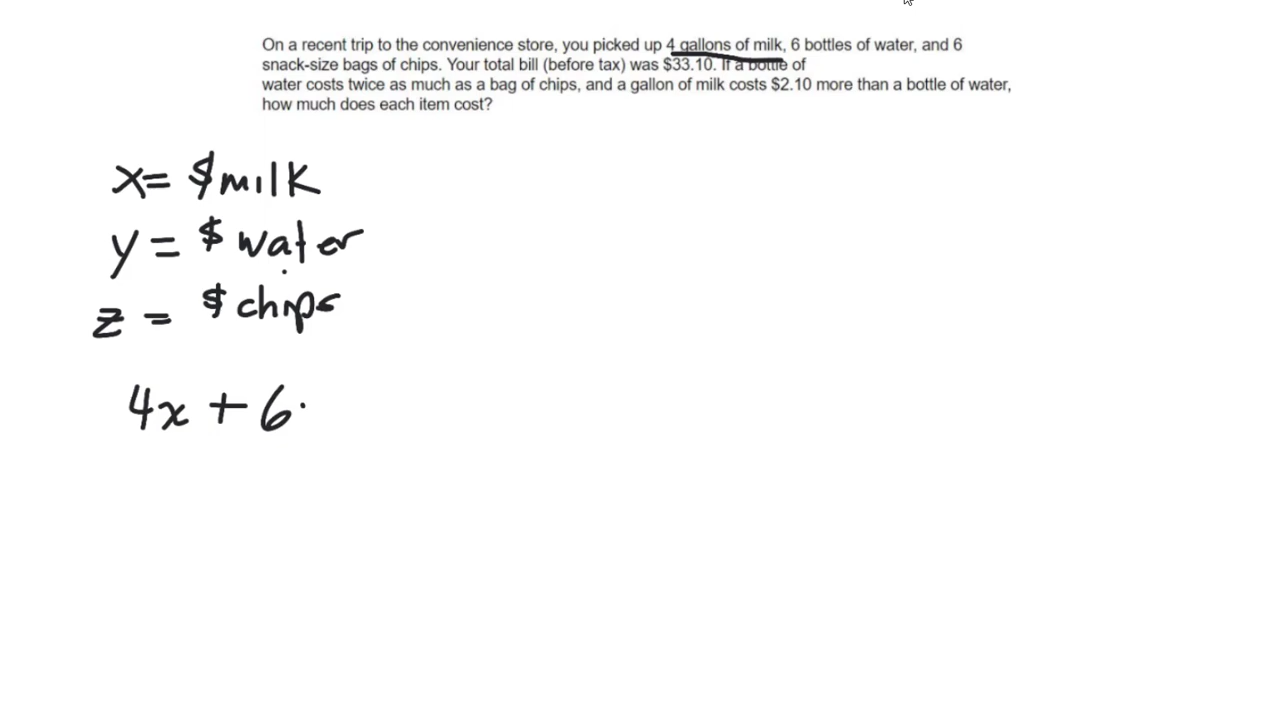 On a recent trip to the convenience store, you picked up 4 gallons of milk, 6 bottles of water, and 6
snack-size bags of chips. Your total bill (before tax) was $33.10. If a bottle of
water costs twice as much as a bag of chips, and a gallon of milk costs $2.10 more than a bottle of water,
how much does each item cost?
x= $milk
y = $ water
z = $ chips
4x + 6